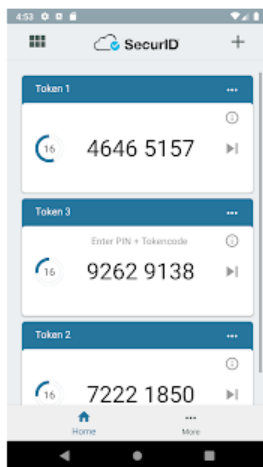 4:53
SecurID
Token 1
16
4646 5157
Token 3
Enter PIN + Tokencode
16
9262 9138
Token 2
16
7222 1850
Home
More